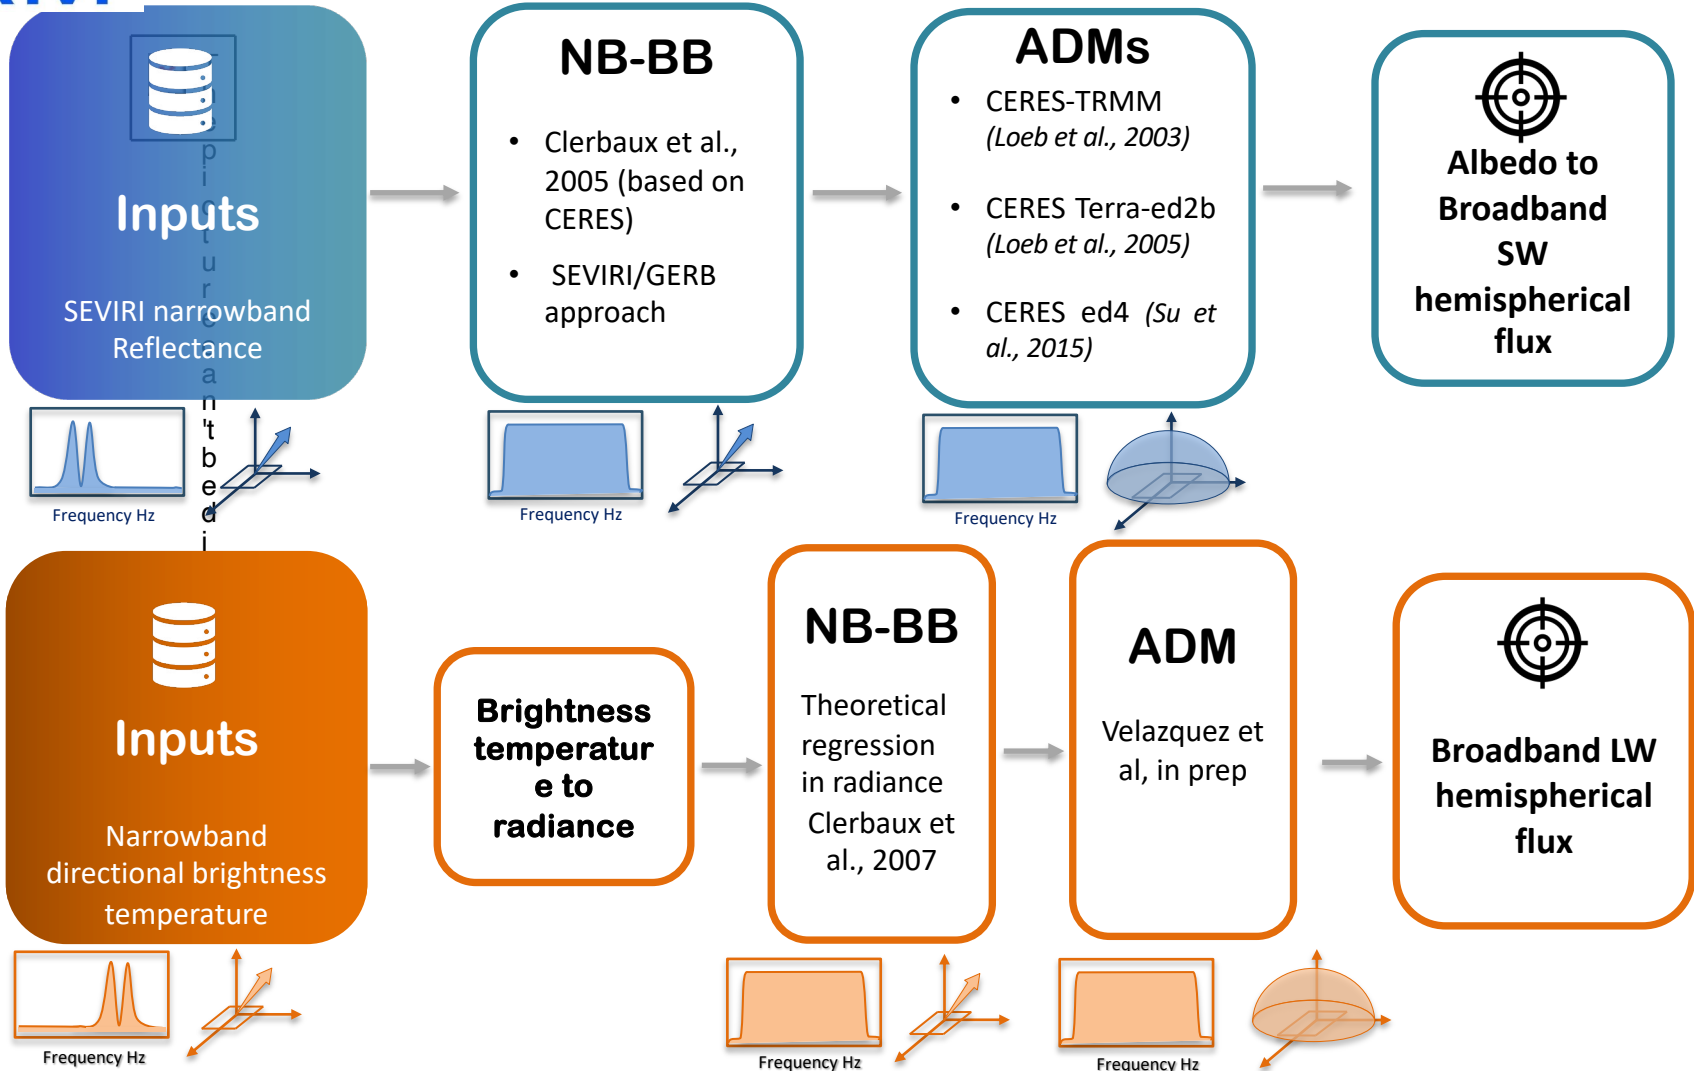 Inputs
SEVIRI narrowband
Reflectance
NB-BB
• Clerbaux et al.,
2005 (based on
CERES)
• SEVIRI/GERB
approach
ADMs
• CERES-TRMM
(Loeb et al., 2003)
• CERES Terra-ed2b
(Loeb et al., 2005)
• CERES ed4 (Su et
al., 2015)
Albedo to
Broadband
SW
hemispherical
flux
Frequency Hz
Frequency Hz
Frequency Hz
Inputs
Narrowband
directional brightness
temperature
Brightness
temperatur
e to
radiance
NB-BB
Theoretical
regression
in radiance
Clerbaux et
al., 2007
ADM
Velazquez et
al, in prep
Broadband LW
hemispherical
flux
Frequency Hz
Frequency Hz
Frequency Hz